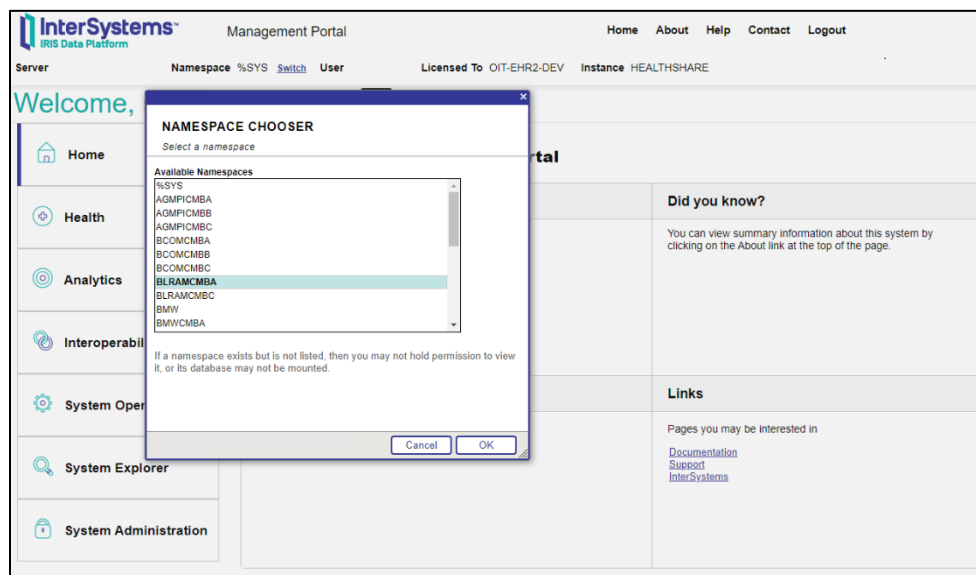 InterSystems™
IRIS Data Platform
Management Portal
Home About Help Contact Logout
Server Namespace %SYS Switch User Licensed To OIT-EHR2-DEV Instance HEALTHSHARE
Welcome,
Home
Health
Analytics
Interoperabil
System Oper
System Explorer
System Administration
×
NAMESPACE CHOOSER
Select a namespace
Available Namespaces
%SYS
AGMPICMBA
AGMPICMBB
AGMPICMBC
BCOMCMBA
BCOMCMBB
BCOMCMBC
BLRAMCMBA
BLRAMCMBC
BMW
BMWCMBA
If a namespace exists but is not listed, then you may not hold permission to view
it, or its database may not be mounted.
Cancel OK
rtal
Did you know?
You can view summary information about this system by
clicking on the About link at the top of the page.
Links
Pages you may be interested in
Documentation
Support
InterSystems